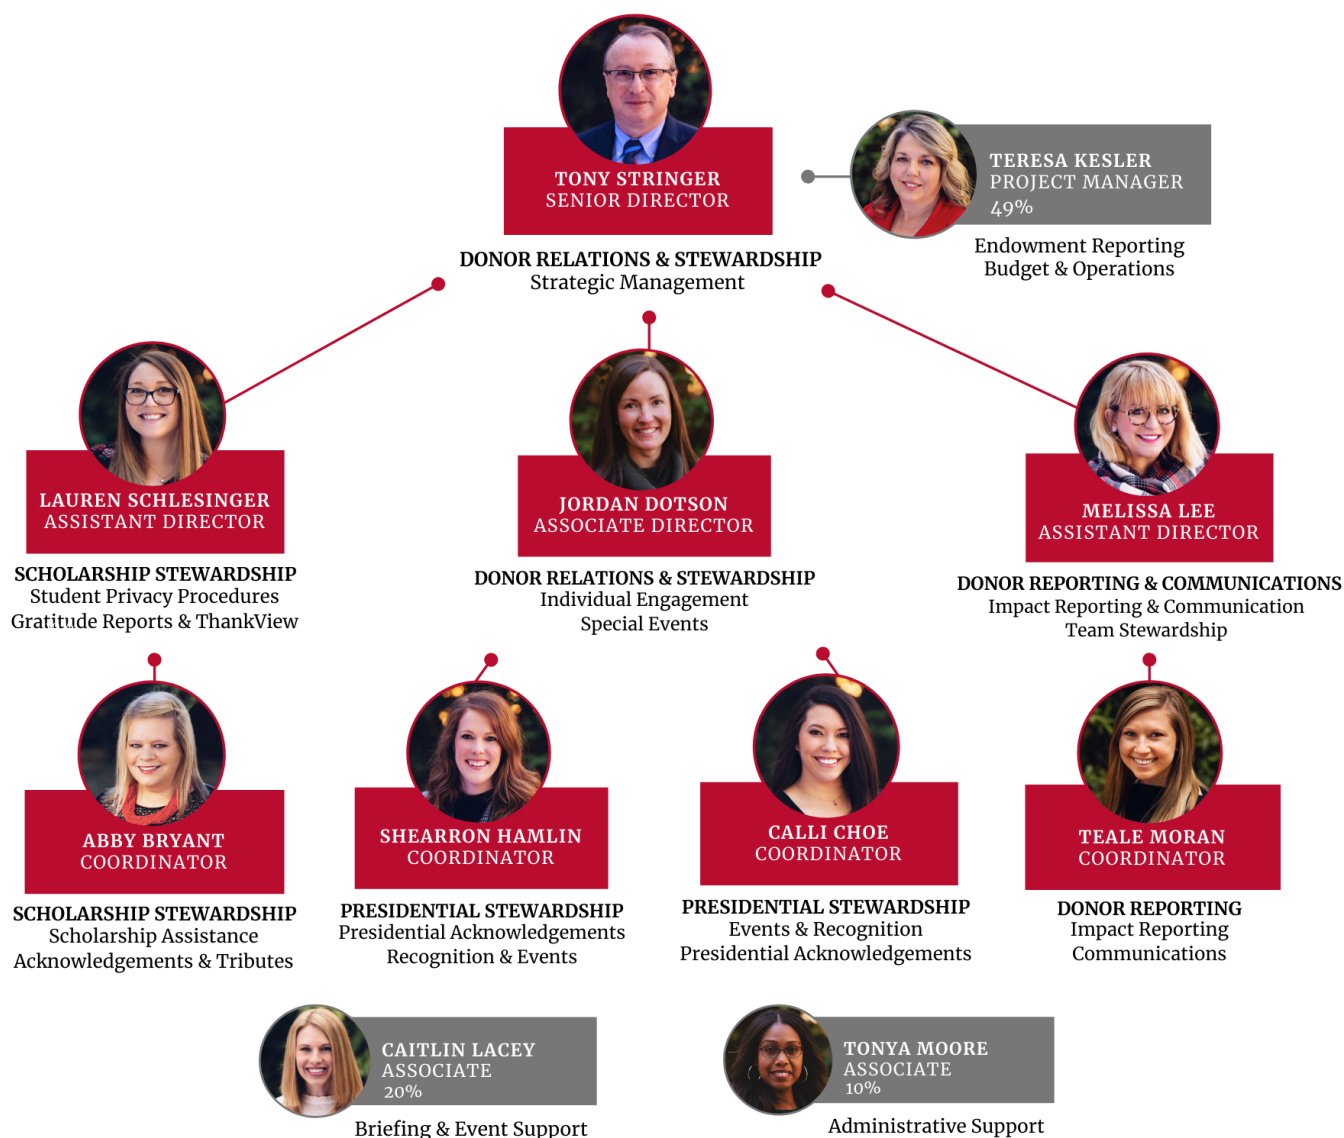 TONY STRINGER
SENIOR DIRECTOR
DONOR RELATIONS & STEWARDSHIP
Strategic Management
TERESA KESLER
PROJECT MANAGER
49%
Endowment Reporting
Budget & Operations
LAUREN SCHLESINGER
ASSISTANT DIRECTOR
SCHOLARSHIP STEWARDSHIP
Student Privacy Procedures
Gratitude Reports & ThankView
JORDAN DOTSON
ASSOCIATE DIRECTOR
DONOR RELATIONS & STEWARDSHIP
Individual Engagement
Special Events
MELISSA LEE
ASSISTANT DIRECTOR
DONOR REPORTING & COMMUNICATIONS
Impact Reporting & Communication
Team Stewardship
ABBY BRYANT
COORDINATOR
SCHOLARSHIP STEWARDSHIP
Scholarship Assistance
Acknowledgements & Tributes
SHEARRON HAMLIN
COORDINATOR
PRESIDENTIAL STEWARDSHIP
Presidential Acknowledgements
Recognition & Events
CALLI CHOE
COORDINATOR
PRESIDENTIAL STEWARDSHIP
Events & Recognition
Presidential Acknowledgements
TEALE MORAN
COORDINATOR
DONOR REPORTING
Impact Reporting
Communications
CAITLIN LACEY
ASSOCIATE
20%
Briefing & Event Support
TONYA MOORE
ASSOCIATE
10%
Administrative Support